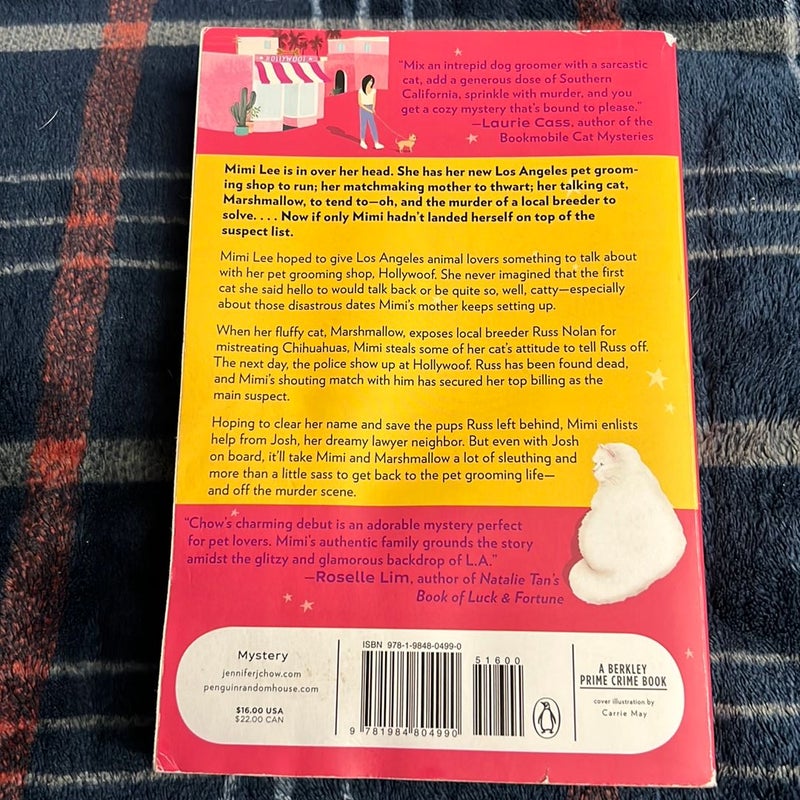 HOLLYWOOF
"Mix an intrepid dog groomer with a sarcastic
cat, add a generous dose of Southern
California, sprinkle with murder, and you
get a cozy mystery that's bound to please."
—Laurie Cass, author of the
Bookmobile Cat Mysteries
Mimi Lee is in over her head. She has her new Los Angeles pet groom-
ing shop to run; her matchmaking mother to thwart; her talking cat,
Marshmallow, to tend to—oh, and the murder of a local breeder to
solve. . . . Now if only Mimi hadn't landed herself on top of the
suspect list.
Mimi Lee hoped to give Los Angeles animal lovers something to talk about
with her pet grooming shop, Hollywoof. She never imagined that the first
cat she said hello to would talk back or be quite so, well, catty—especially
about those disastrous dates Mimi's mother keeps setting up.
When her fluffy cat, Marshmallow, exposes local breeder Russ Nolan for
mistreating Chihuahuas, Mimi steals some of her cat's attitude to tell Russ off.
The next day, the police show up at Hollywoof. Russ has been found dead,
and Mimi's shouting match with him has secured her top billing as the
main suspect.
Hoping to clear her name and save the pups Russ left behind, Mimi enlists
help from Josh, her dreamy lawyer neighbor. But even with Josh
on board, it'll take Mimi and Marshmallow a lot of sleuthing and
more than a little sass to get back to the pet grooming life—
and off the murder scene.
"Chow's charming debut is an adorable mystery perfect
for pet lovers. Mimi's authentic family grounds the story
amidst the glitzy and glamorous backdrop of L.A."
—Roselle Lim, author of Natalie Tan's
Book of Luck & Fortune
Mystery
jenniferjchow.com
penguinrandomhouse.com
$16.00 USA
$22.00 CAN
ISBN 978-1-9848-0499-0
51600
9 781984 804990
A BERKLEY
PRIME CRIME BOOK
cover illustration by
Carrie May